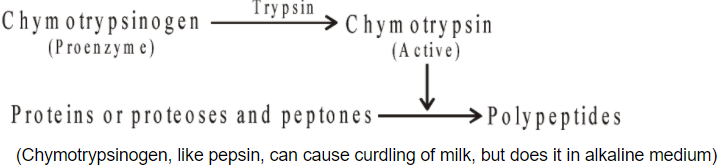 Trypsin
Chymotrypsinogen Chymotrypsin
(Proenzyme) (Active)
Proteins or proteoses and peptones Polypeptides
(Chymotrypsinogen, like pepsin, can cause curdling of milk, but does it in alkaline medium)